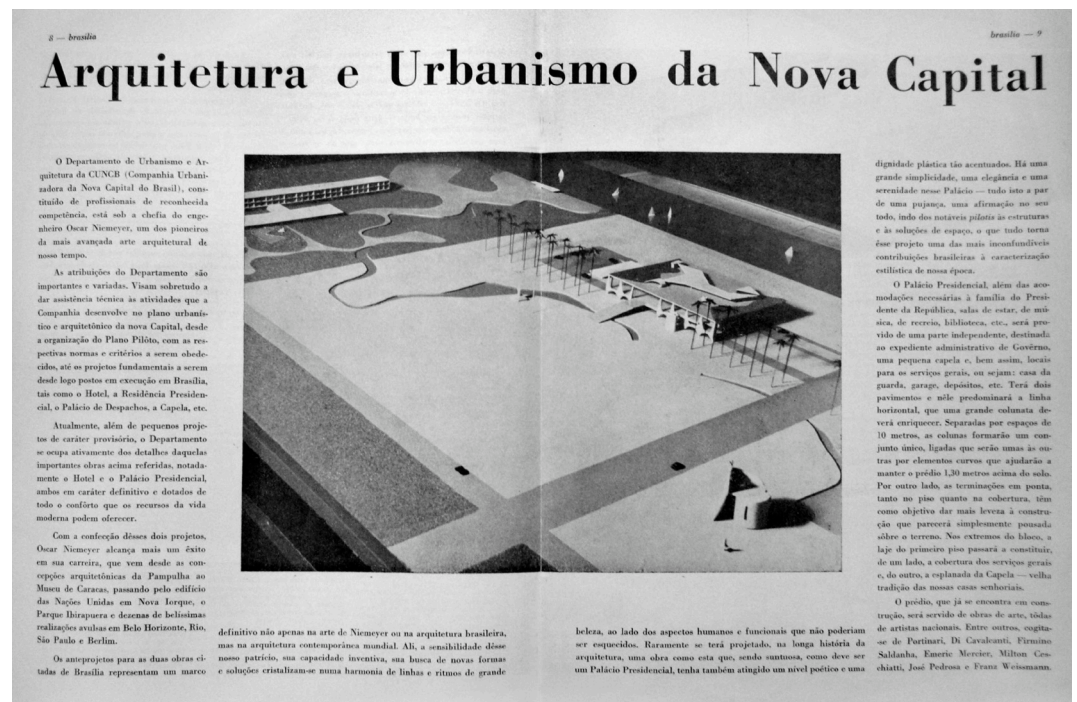 8 — brasília
brasília — 9
Arquitetura e Urbanismo da Nova Capital
O Departamento de Urbanismo e Ar-
quitetura da CUNCB (Companhia Urbani-
zadora da Nova Capital do Brasil), cons-
tituído de profissionais de reconhecida
competência, está sob a chefia do enge-
nheiro Oscar Niemeyer, um dos pioneiros
da mais avançada arte arquitetural de
nosso tempo.
As atribuições do Departamento são
importantes e variadas. Visam sobretudo a
dar assistência técnica às atividades que a
Companhia desenvolve no plano urbanís-
tico e arquitetônico da nova Capital, desde
a organização do Plano Pilôto, com as res-
pectivas normas e critérios a serem obede-
cidos, até os projetos fundamentais a serem
desde logo postos em execução em Brasília,
tais como o Hotel, a Residência Presiden-
cial, o Palácio de Despachos, a Capela, etc.
Atualmente, além de pequenos proje-
tos de caráter provisório, o Departamento
se ocupa ativamente dos detalhes daquelas
importantes obras acima referidas, notada-
mente o Hotel e o Palácio Presidencial,
ambos em caráter definitivo e dotados de
todo o confôrto que os recursos da vida
moderna podem oferecer.
Com a confecção dêsses dois projetos,
Oscar Niemeyer alcança mais um êxito
em sua carreira, que vem desde as con-
cepções arquitetônicas da Pampulha ao
Museu de Caracas, passando pelo edifício
das Nações Unidas em Nova Iorque, o
Parque Ibirapuera e dezenas de belíssimas
realizações avulsas em Belo Horizonte, Rio,
São Paulo e Berlim.
Os anteprojetos para as duas obras ci-
tadas de Brasília representam um marco
definitivo não apenas na arte de Niemeyer ou na arquitetura brasileira,
mas na arquitetura contemporânea mundial. Ali, a sensibilidade dêsse
nosso patrício, sua capacidade inventiva, sua busca de novas formas
e soluções cristalizam-se numa harmonia de linhas e ritmos de grande
beleza, ao lado dos aspectos humanos e funcionais que não poderiam
ser esquecidos. Raramente se terá projetado, na longa história da
arquitetura, uma obra como esta que, sendo suntuosa, como deve ser
um Palácio Presidencial, tenha também atingido um nível poético e uma
dignidade plástica tão acentuados. Há uma
grande simplicidade, uma elegância e uma
serenidade nesse Palácio — tudo isto a par
de uma pujança, uma afirmação no seu
todo, indo dos notáveis pilotis às estruturas
e às soluções de espaço, o que tudo torna
êsse projeto uma das mais inconfundíveis
contribuições brasileiras à caracterização
estilística de nossa época.
O Palácio Presidencial, além das aco-
modações necessárias à família do Presi-
dente da República, salas de estar, de mú-
sica, de recreio, biblioteca, etc., será pro-
vido de uma parte independente, destinada
ao expediente administrativo de Govêrno,
uma pequena capela e, bem assim, locais
para os serviços gerais, ou sejam: casa da
guarda, garage, depósitos, etc. Terá dois
pavimentos e nêle predominará a linha
horizontal, que uma grande colunata de-
verá enriquecer. Separadas por espaços de
10 metros, as colunas formarão um con-
junto único, ligadas que serão umas às ou-
tras por elementos curvos que ajudarão a
manter o prédio 1,30 metros acima do solo.
Por outro lado, as terminações em ponta,
tanto no piso quanto na cobertura, têm
como objetivo dar mais leveza à constru-
ção que parecerá simplesmente pousada
sôbre o terreno. Nos extremos do bloco, a
laje do primeiro piso passará a constituir,
de um lado, a cobertura dos serviços gerais
e, do outro, a esplanada da Capela — velha
tradição das nossas casas senhoriais.
O prédio, que já se encontra em cons-
trução, será servido de obras de arte, tôdas
de artistas nacionais. Entre outros, cogita-
-se de Portinari, Di Cavalcanti, Firmino
Saldanha, Emeric Mercier, Milton Ces-
chiatti, José Pedrosa e Franz Weissmann.